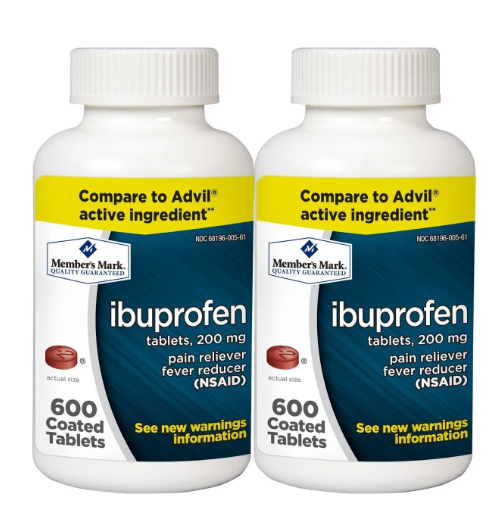 Compare to Advil®
active ingredient**
NDC 68196-005-61
Member's Mark.
QUALITY GUARANTEED
ibuprofen
tablets, 200 mg
pain reliever
fever reducer
(NSAID)
®
actual size
600
Coated
Tablets
See new warnings
information
Compare to Advil®
active ingredient**
NDC 68196-005-61
Member's Mark.
QUALITY GUARANTEED
ibuprofen
tablets, 200 mg
pain reliever
fever reducer
(NSAID)
®
actual size
600
Coated
Tablets
See new warnings
information